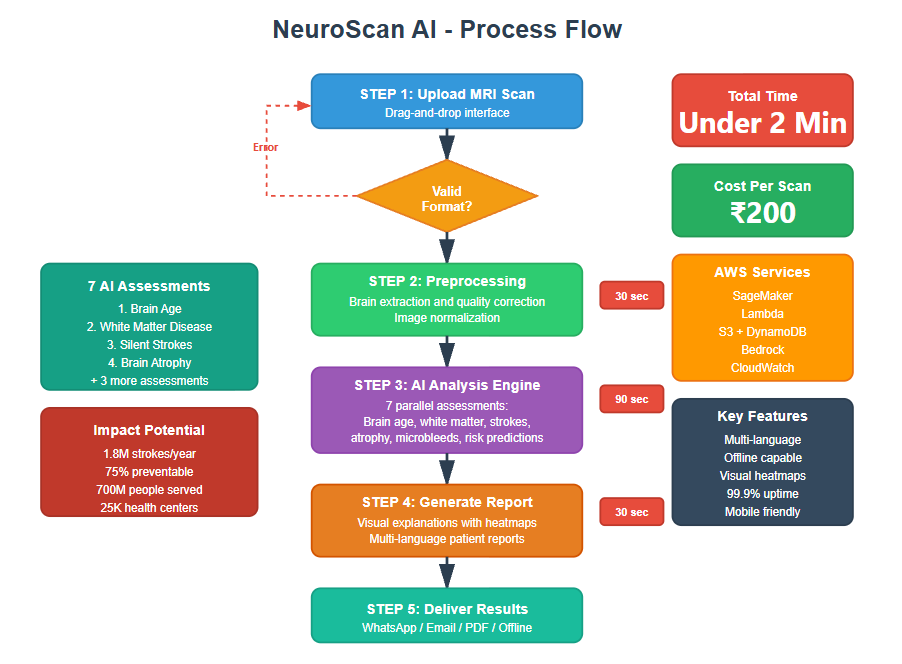 NeuroScan AI - Process Flow
STEP 1: Upload MRI Scan
Drag-and-drop interface
Error
Valid
Format?
STEP 2: Preprocessing
Brain extraction and quality correction
Image normalization
30 sec
STEP 3: AI Analysis Engine
7 parallel assessments:
Brain age, white matter, strokes,
atrophy, microbleeds, risk predictions
90 sec
STEP 4: Generate Report
Visual explanations with heatmaps
Multi-language patient reports
30 sec
STEP 5: Deliver Results
WhatsApp / Email / PDF / Offline
7 AI Assessments
1. Brain Age
2. White Matter Disease
3. Silent Strokes
4. Brain Atrophy
+ 3 more assessments
Impact Potential
1.8M strokes/year
75% preventable
700M people served
25K health centers
Total Time
Under 2 Min
Cost Per Scan
₹200
AWS Services
SageMaker
Lambda
S3 + DynamoDB
Bedrock
CloudWatch
Key Features
Multi-language
Offline capable
Visual heatmaps
99.9% uptime
Mobile friendly